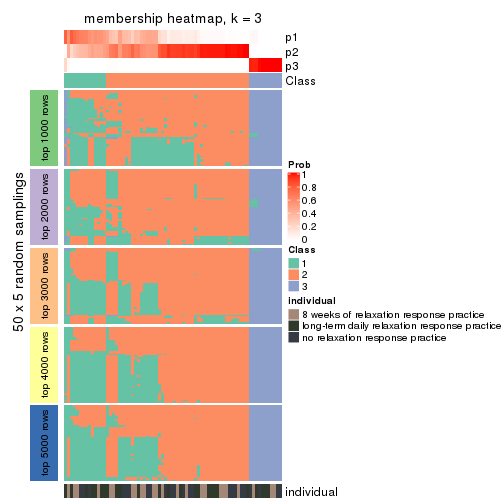 membership heatmap, k = 3
p1
p2
p3
Class
50 x 5 random samplings
top 1000 rows
top 2000 rows
top 3000 rows
top 4000 rows
top 5000 rows
Prob
1
0.8
0.6
0.4
0.2
0
Class
1
2
3
individual
8 weeks of relaxation response practice
long-term daily relaxation response practice
no relaxation response practice
individual